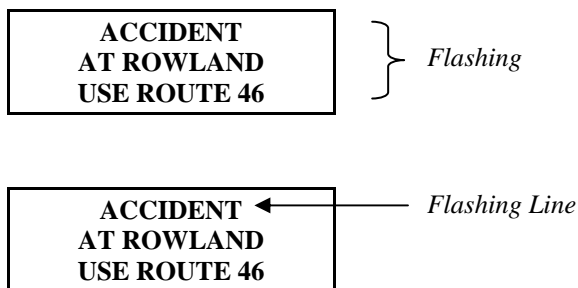 ACCIDENT
AT ROWLAND
USE ROUTE 46
Flashing
ACCIDENT
AT ROWLAND
USE ROUTE 46
Flashing Line